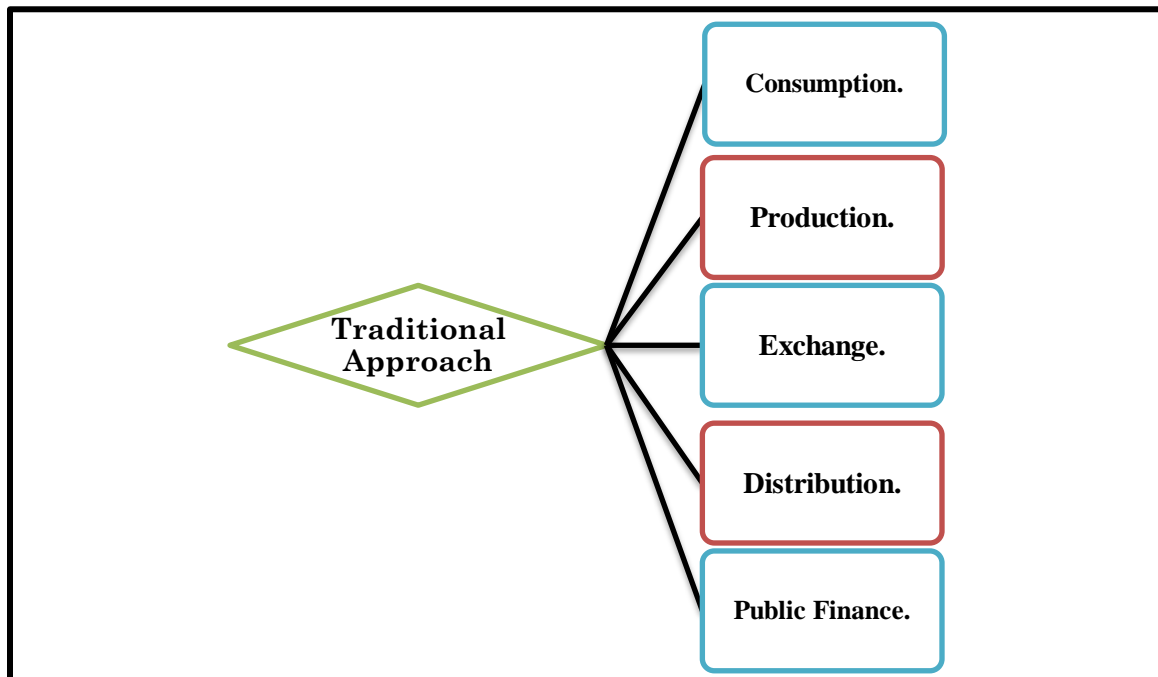 Consumption.
Production.
Traditional
Approach
Exchange.
Distribution.
Public Finance.